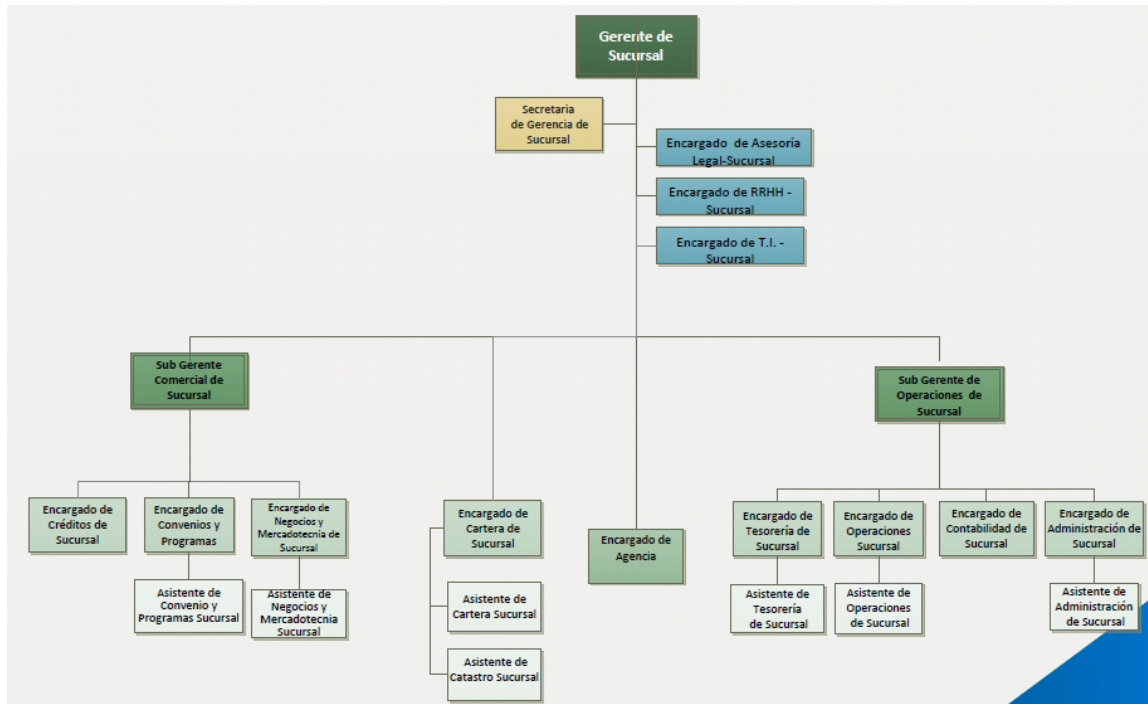 Gerente de
Sucursal
Secretaria
de Gerencia de
Sucursal
Encargado de Asesoría
Legal-Sucursal
Encargado de RRHH -
Sucursal
Encargado de T.I. -
Sucursal
Sub Gerente
Comercial de
Sucursal
Sub Gerente de
Operaciones de
Sucursal
Encargado de
Créditos de
Sucursal
Encargado de
Convenios y
Programas
Encargado de
Negocios y
Mercadotecnia de
Sucursal
Encargado de
Cartera de
Sucursal
Encargado de
Agencia
Encargado de
Tesorería de
Sucursal
Encargado de
Operaciones
Sucursal
Encargado de
Contabilidad de
Sucursal
Encargado de
Administración de
Sucursal
Asistente de
Convenio y
Programas Sucursal
Asistente de
Negocios y
Mercadotecnia
Sucursal
Asistente de
Cartera Sucursal
Asistente de
Catastro Sucursal
Asistente de
Tesorería
de Sucursal
Asistente de
Operaciones
de Sucursal
Asistente de
Administración
de Sucursal